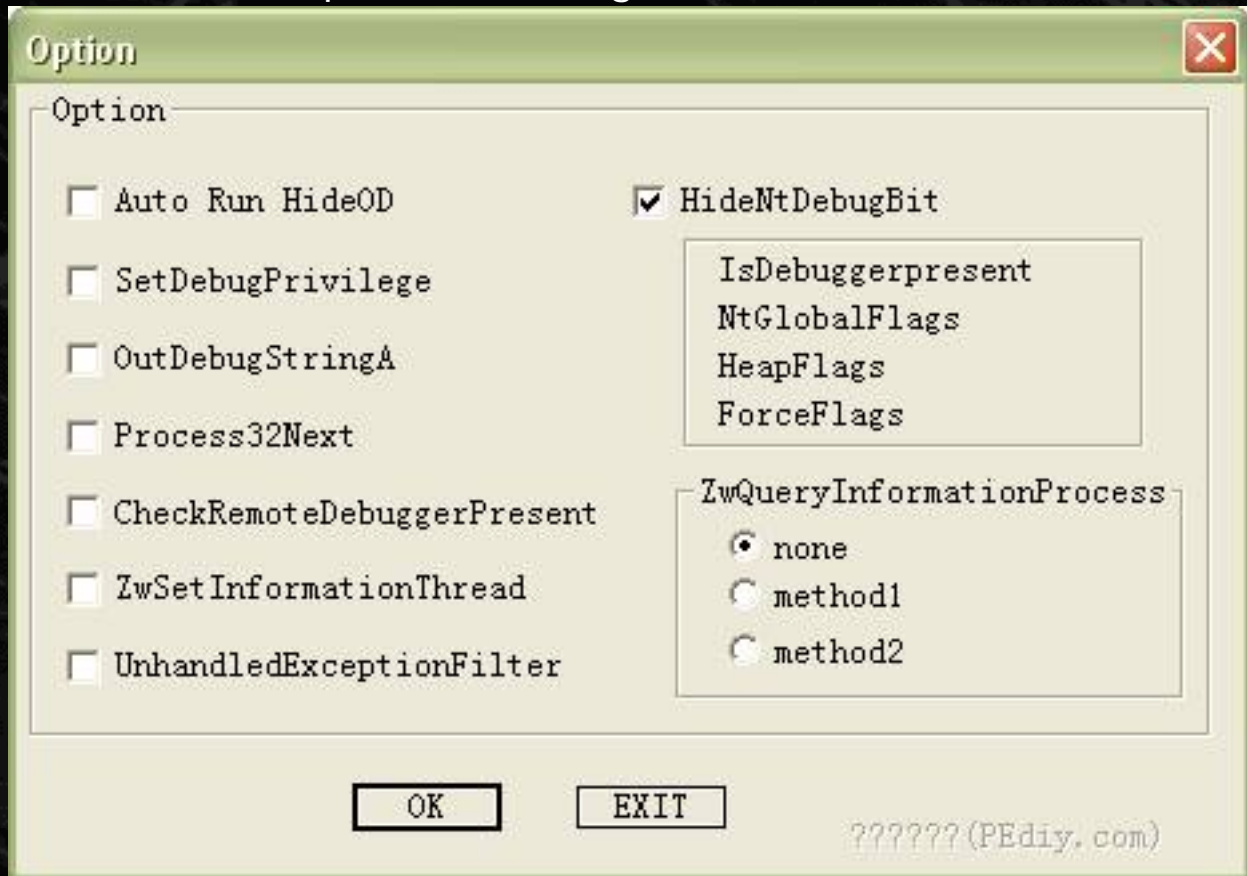 Option
Option
Auto Run HideOD
SetDebugPrivilege
OutDebugStringA
Process32Next
CheckRemoteDebuggerPresent
ZwSetInformationThread
UnhandledExceptionFilter
HideNtDebugBit
IsDebuggerpresent
NtGlobalFlags
HeapFlags
ForceFlags
ZwQueryInformationProcess
none
method1
method2
OK
EXIT
??????(PEdiy.com)